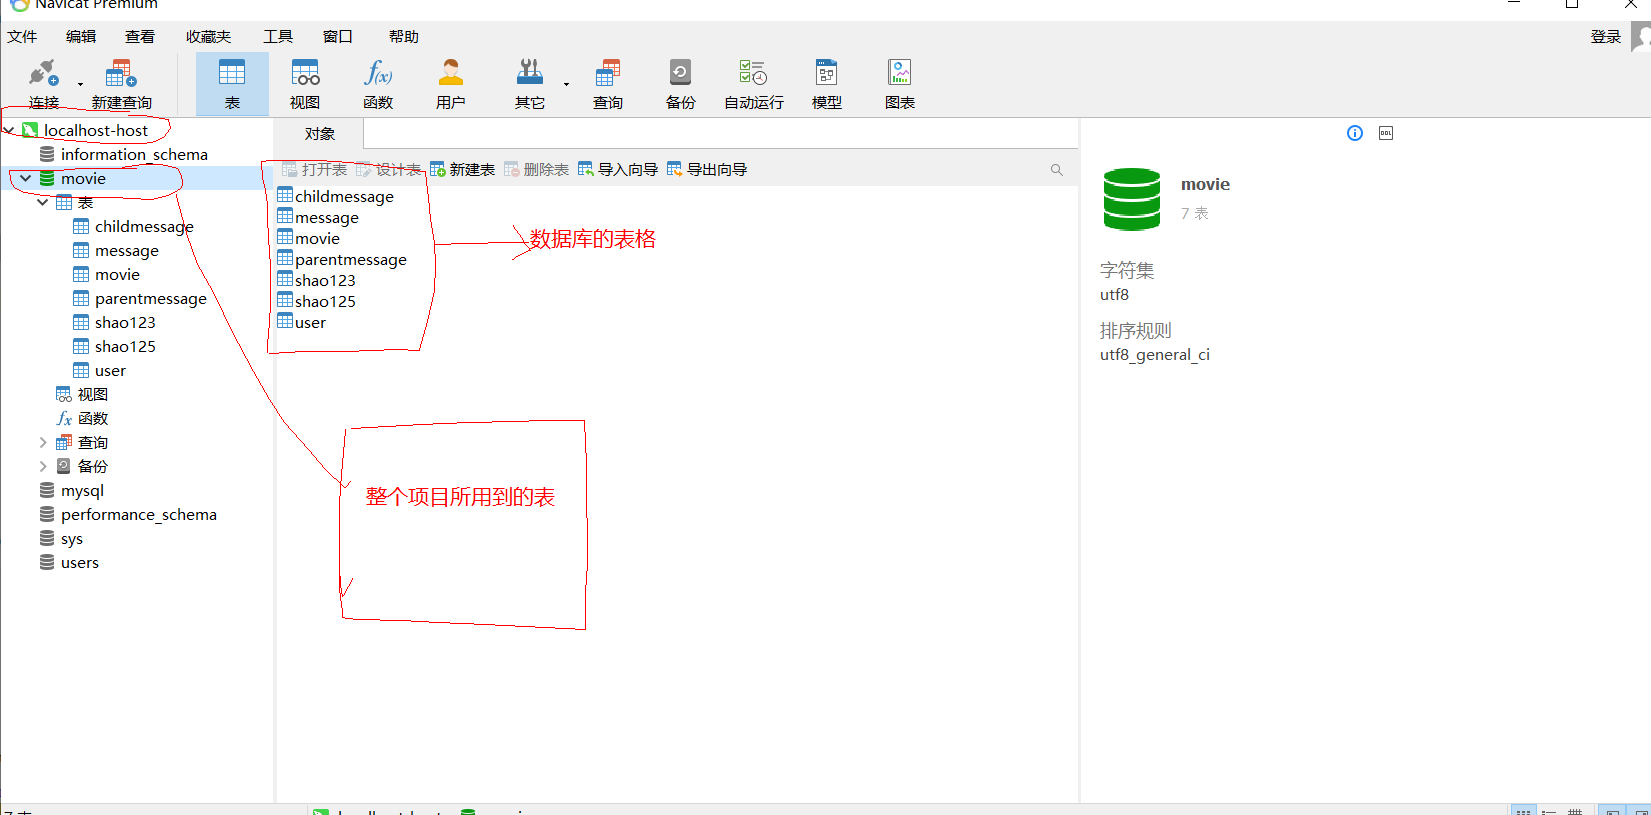 Navicat Premium
文件 编辑 查看 收藏夹 工具 窗口 帮助 登录
连接 新建查询 表 视图 函数 用户 其它 查询 备份 自动运行 模型 图表
localhost-host
information_schema
movie
表
childmessage
message
movie
parentmessage
shao123
shao125
user
视图
函数
查询
备份
mysql
performance_schema
sys
users
对象
打开表 设计表 新建表 删除表 导入向导 导出向导
childmessage
message
movie
parentmessage
shao123
shao125
user
数据库的表格
整个项目所用到的表
movie
7 表
字符集
utf8
排序规则
utf8_general_ci